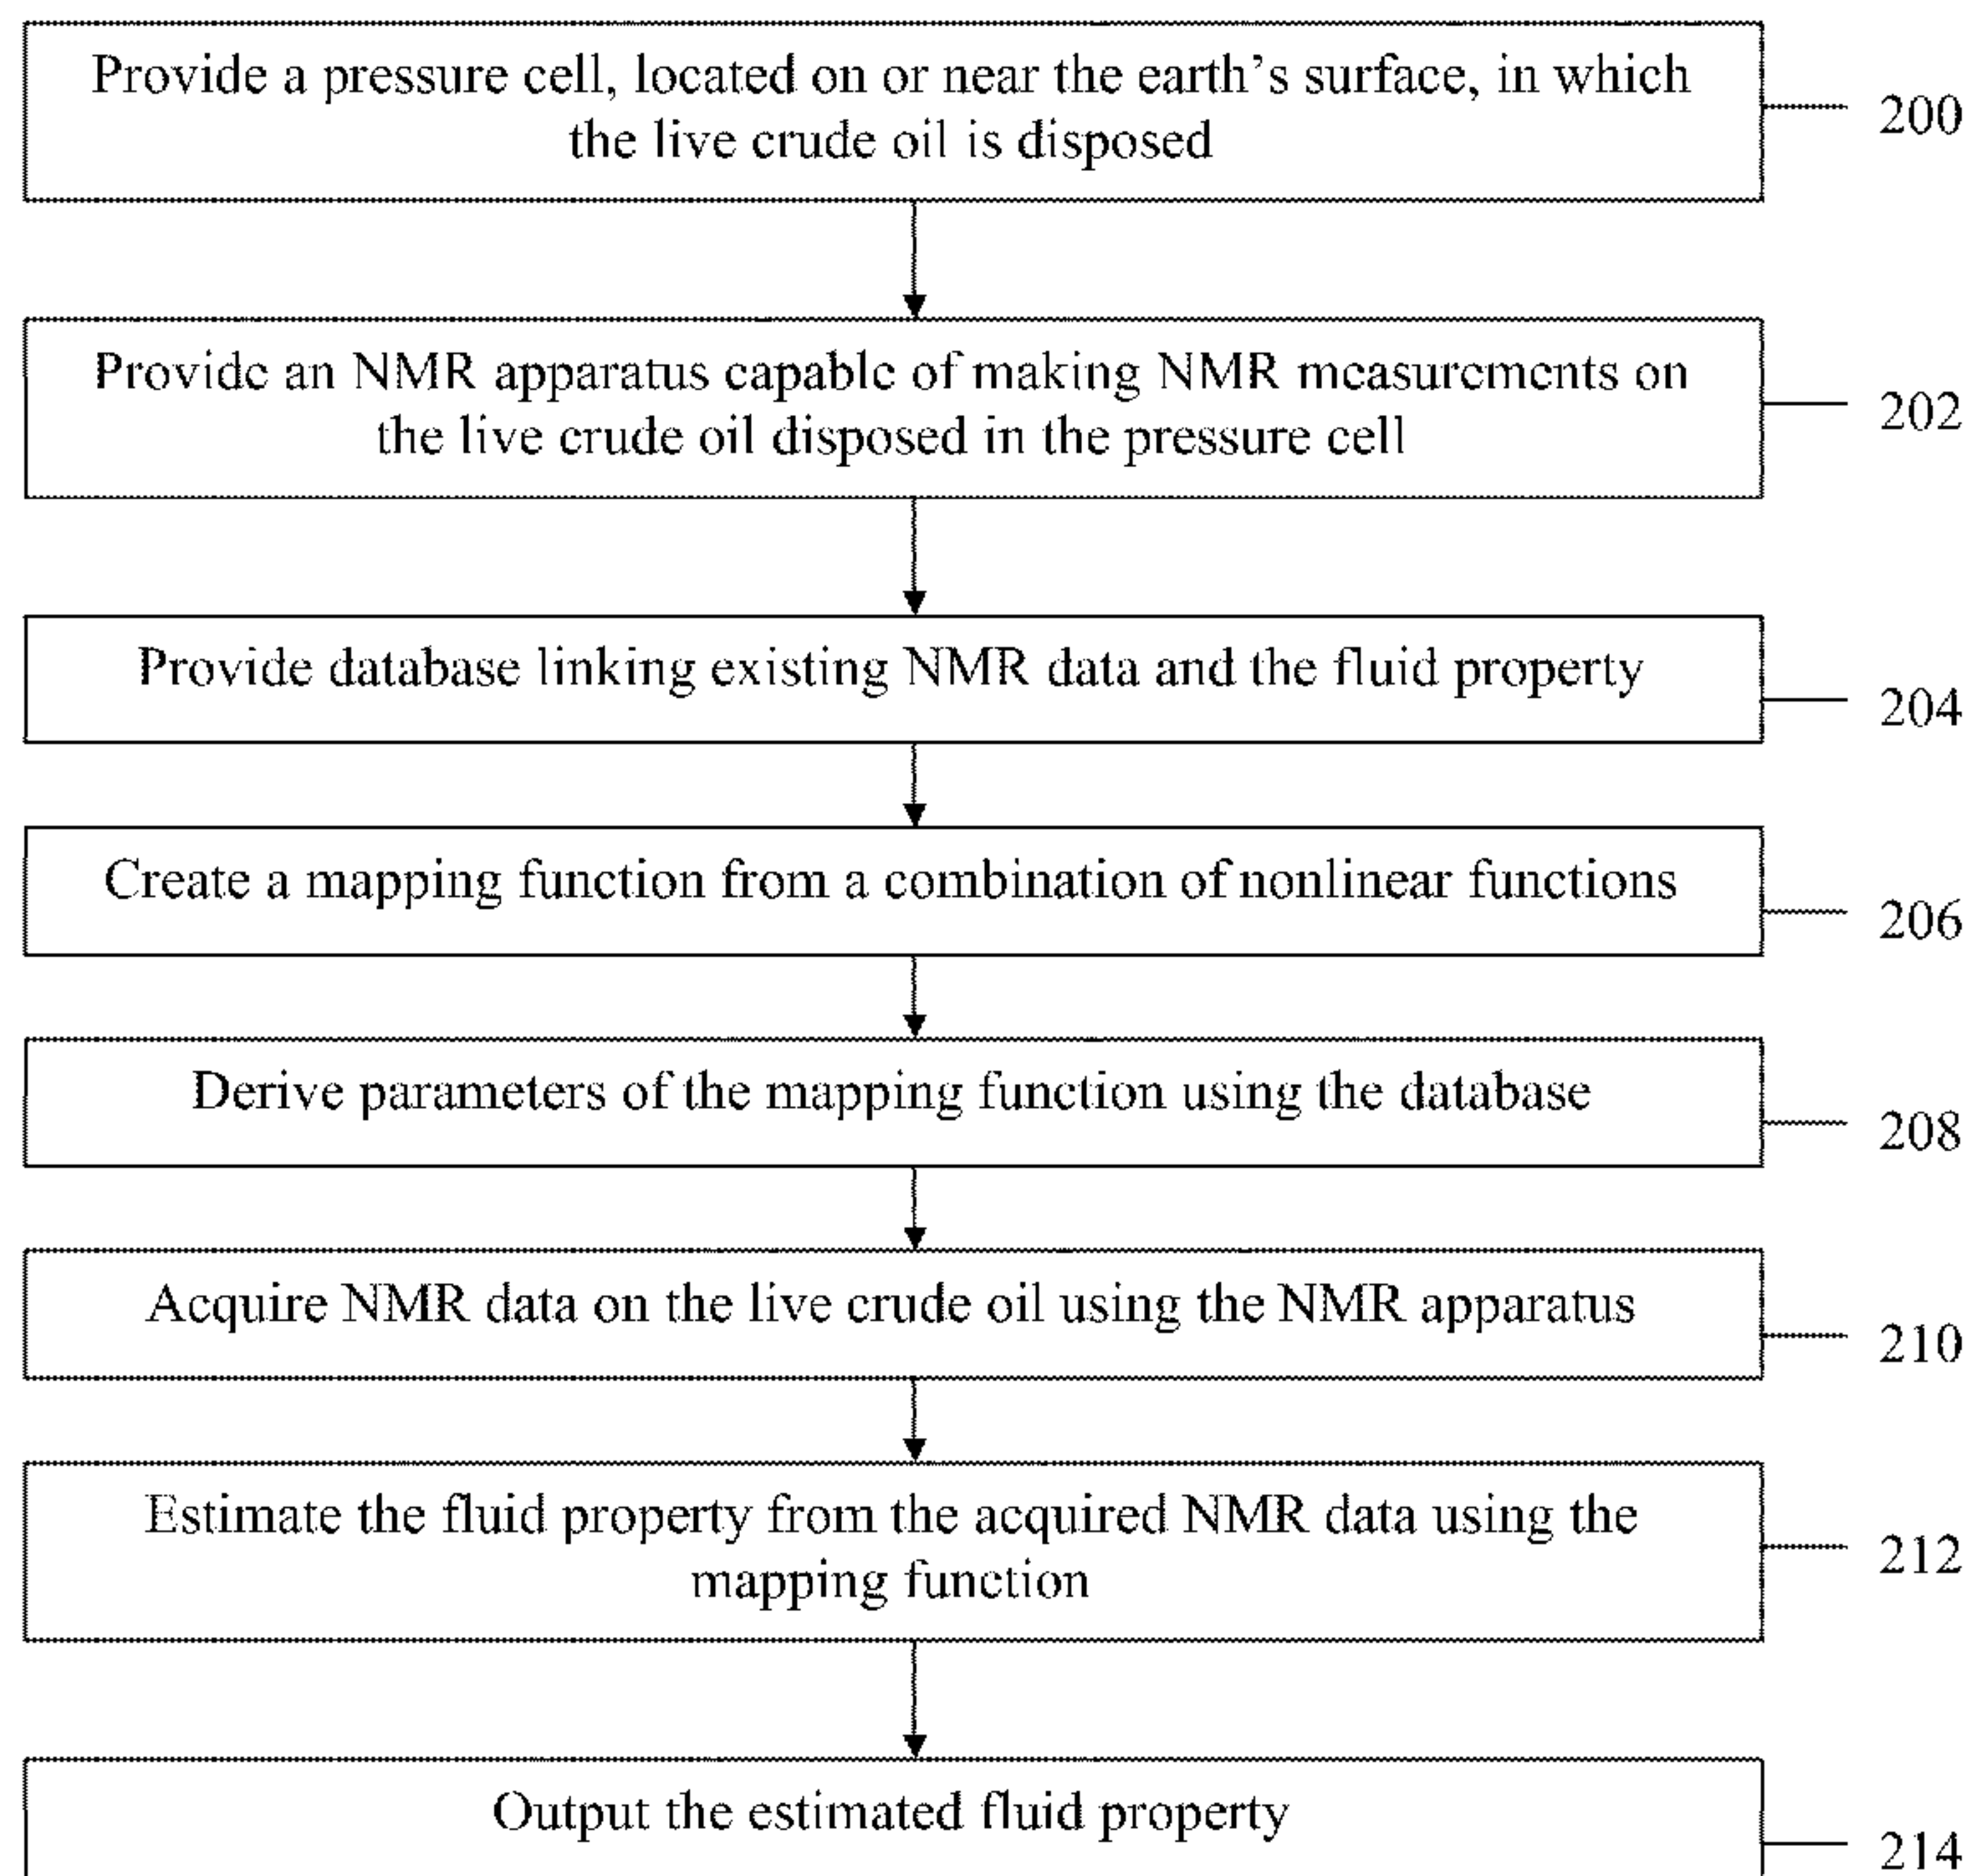 Provide a pressure cell, located on or near the earth's surface, in which
the live crude oil is disposed
200
Provide an NMR apparatus capable of making NMR measurements on
the live crude oil disposed in the pressure cell
202
Provide database linking existing NMR data and the fluid property
204
Create a mapping function from a combination of nonlinear functions
206
Derive parameters of the mapping function using the database
208
Acquire NMR data on the live crude oil using the NMR apparatus
210
Estimate the fluid property from the acquired NMR data using the
mapping function
212
Output the estimated fluid property
214